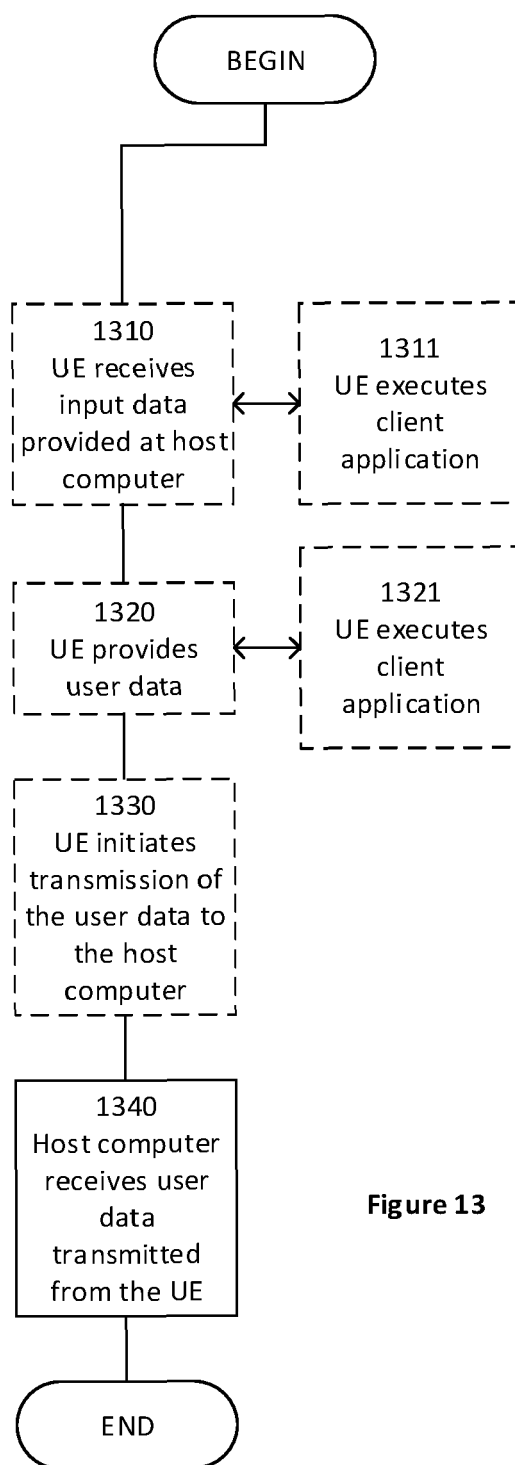 BEGIN
1310
UE receives
input data
provided at host
computer
1311
UE executes
client
application
1320
UE provides
user data
1321
UE executes
client
application
1330
UE initiates
transmission of
the user data to
the host
computer
1340
Host computer
receives user
data
transmitted
from the UE
Figure 13
END